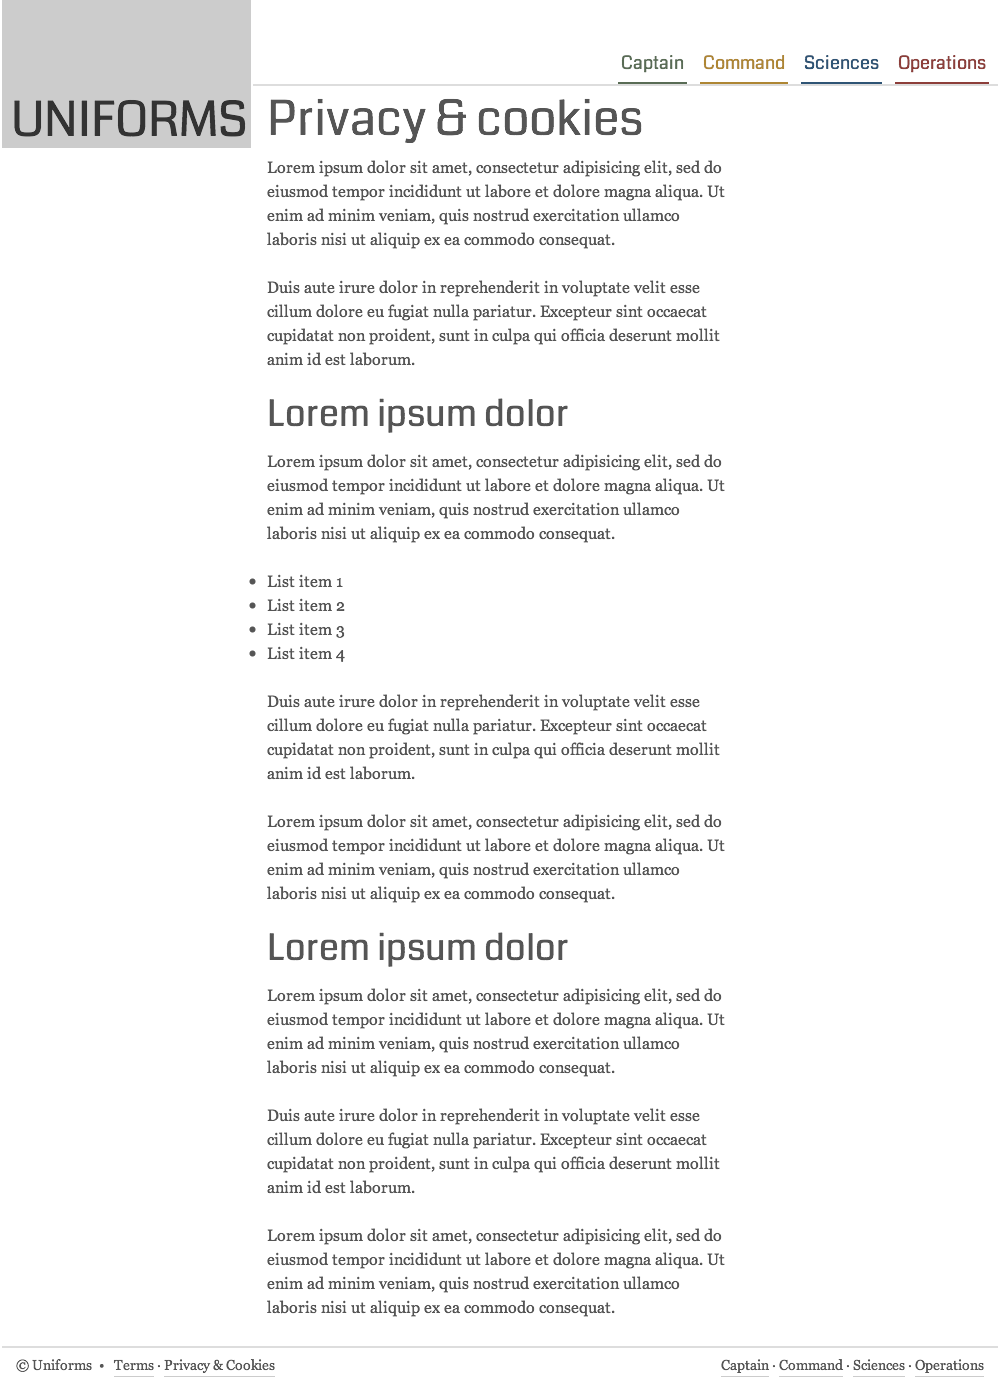 UNIFORMS
Captain Command Sciences Operations
Privacy & cookies
Lorem ipsum dolor sit amet, consectetur adipisicing elit, sed do
eiusmod tempor incididunt ut labore et dolore magna aliqua. Ut
enim ad minim veniam, quis nostrud exercitation ullamco
laboris nisi ut aliquip ex ea commodo consequat.
Duis aute irure dolor in reprehenderit in voluptate velit esse
cillum dolore eu fugiat nulla pariatur. Excepteur sint occaecat
cupidatat non proident, sunt in culpa qui officia deserunt mollit
anim id est laborum.
Lorem ipsum dolor
Lorem ipsum dolor sit amet, consectetur adipisicing elit, sed do
eiusmod tempor incididunt ut labore et dolore magna aliqua. Ut
enim ad minim veniam, quis nostrud exercitation ullamco
laboris nisi ut aliquip ex ea commodo consequat.
• List item 1
• List item 2
• List item 3
• List item 4
Duis aute irure dolor in reprehenderit in voluptate velit esse
cillum dolore eu fugiat nulla pariatur. Excepteur sint occaecat
cupidatat non proident, sunt in culpa qui officia deserunt mollit
anim id est laborum.
Lorem ipsum dolor sit amet, consectetur adipisicing elit, sed do
eiusmod tempor incididunt ut labore et dolore magna aliqua. Ut
enim ad minim veniam, quis nostrud exercitation ullamco
laboris nisi ut aliquip ex ea commodo consequat.
Lorem ipsum dolor
Lorem ipsum dolor sit amet, consectetur adipisicing elit, sed do
eiusmod tempor incididunt ut labore et dolore magna aliqua. Ut
enim ad minim veniam, quis nostrud exercitation ullamco
laboris nisi ut aliquip ex ea commodo consequat.
Duis aute irure dolor in reprehenderit in voluptate velit esse
cillum dolore eu fugiat nulla pariatur. Excepteur sint occaecat
cupidatat non proident, sunt in culpa qui officia deserunt mollit
anim id est laborum.
Lorem ipsum dolor sit amet, consectetur adipisicing elit, sed do
eiusmod tempor incididunt ut labore et dolore magna aliqua. Ut
enim ad minim veniam, quis nostrud exercitation ullamco
laboris nisi ut aliquip ex ea commodo consequat.
© Uniforms • Terms · Privacy & Cookies
Captain · Command · Sciences · Operations